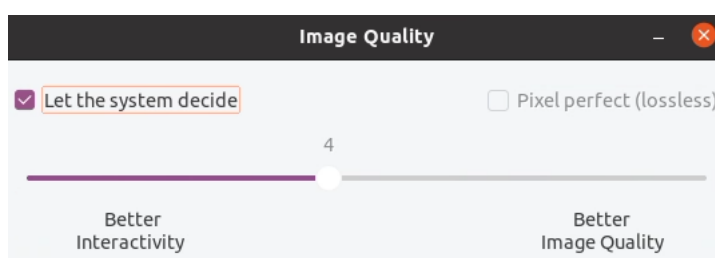 Image Quality
Let the system decide
Pixel perfect (lossless)
4
Better
Interactivity
Better
Image Quality